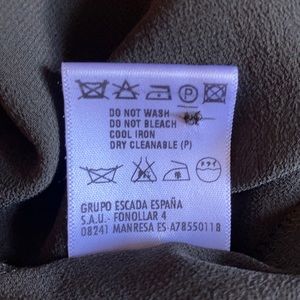 P
DO NOT WASH
DO NOT BLEACH
COOL IRON
DRY CLEANABLE (P)
GRUPO ESCADA ESPAÑA
S.A.U.- FONOLLAR 4
08241 MANRESA ES-A78550118